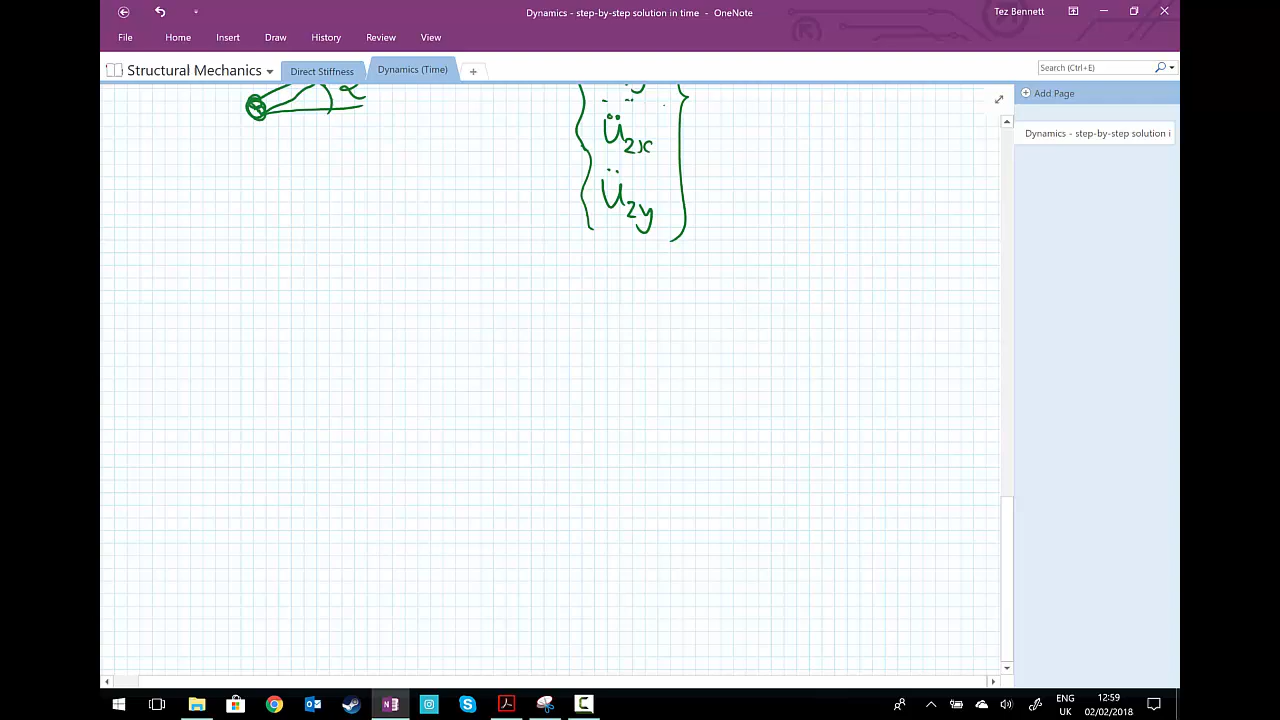 Dynamics - step-by-step solution in time - OneNote
Tez Bennett
File Home Insert Draw History Review View
Structural Mechanics Direct Stiffness Dynamics (Time) +
Search (Ctrl+E)
Add Page
Dynamics - step-by-step solution i
α
ü2x
ü2y
ENG
UK
12:59
02/02/2018